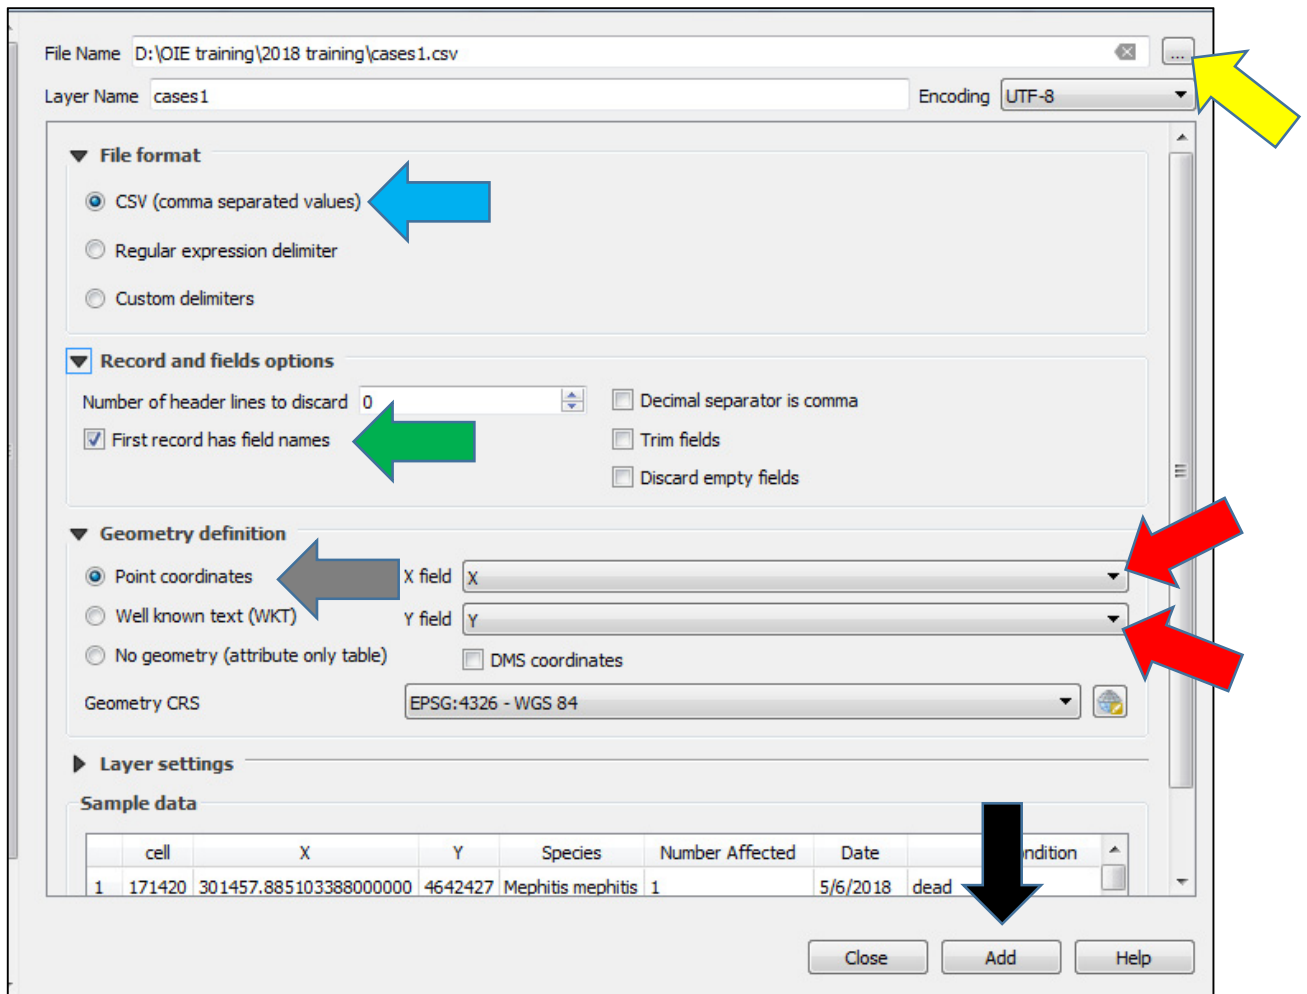 File Name D:\OIE training\2018 training\cases1.csv ...
Layer Name cases1 Encoding UTF-8
File format
CSV (comma separated values)
Regular expression delimiter
Custom delimiters
Record and fields options
Number of header lines to discard 0 Decimal separator is comma
First record has field names Trim fields
Discard empty fields
Geometry definition
Point coordinates X field X
Well known text (WKT) Y field Y
No geometry (attribute only table) DMS coordinates
Geometry CRS EPSG:4326 - WGS 84
Layer settings
Sample data
cell X Y Species Number Affected Date
1 171420 301457.885103388000000 4642427 Mephitis mephitis 1 5/6/2018 dead
Close Add Help